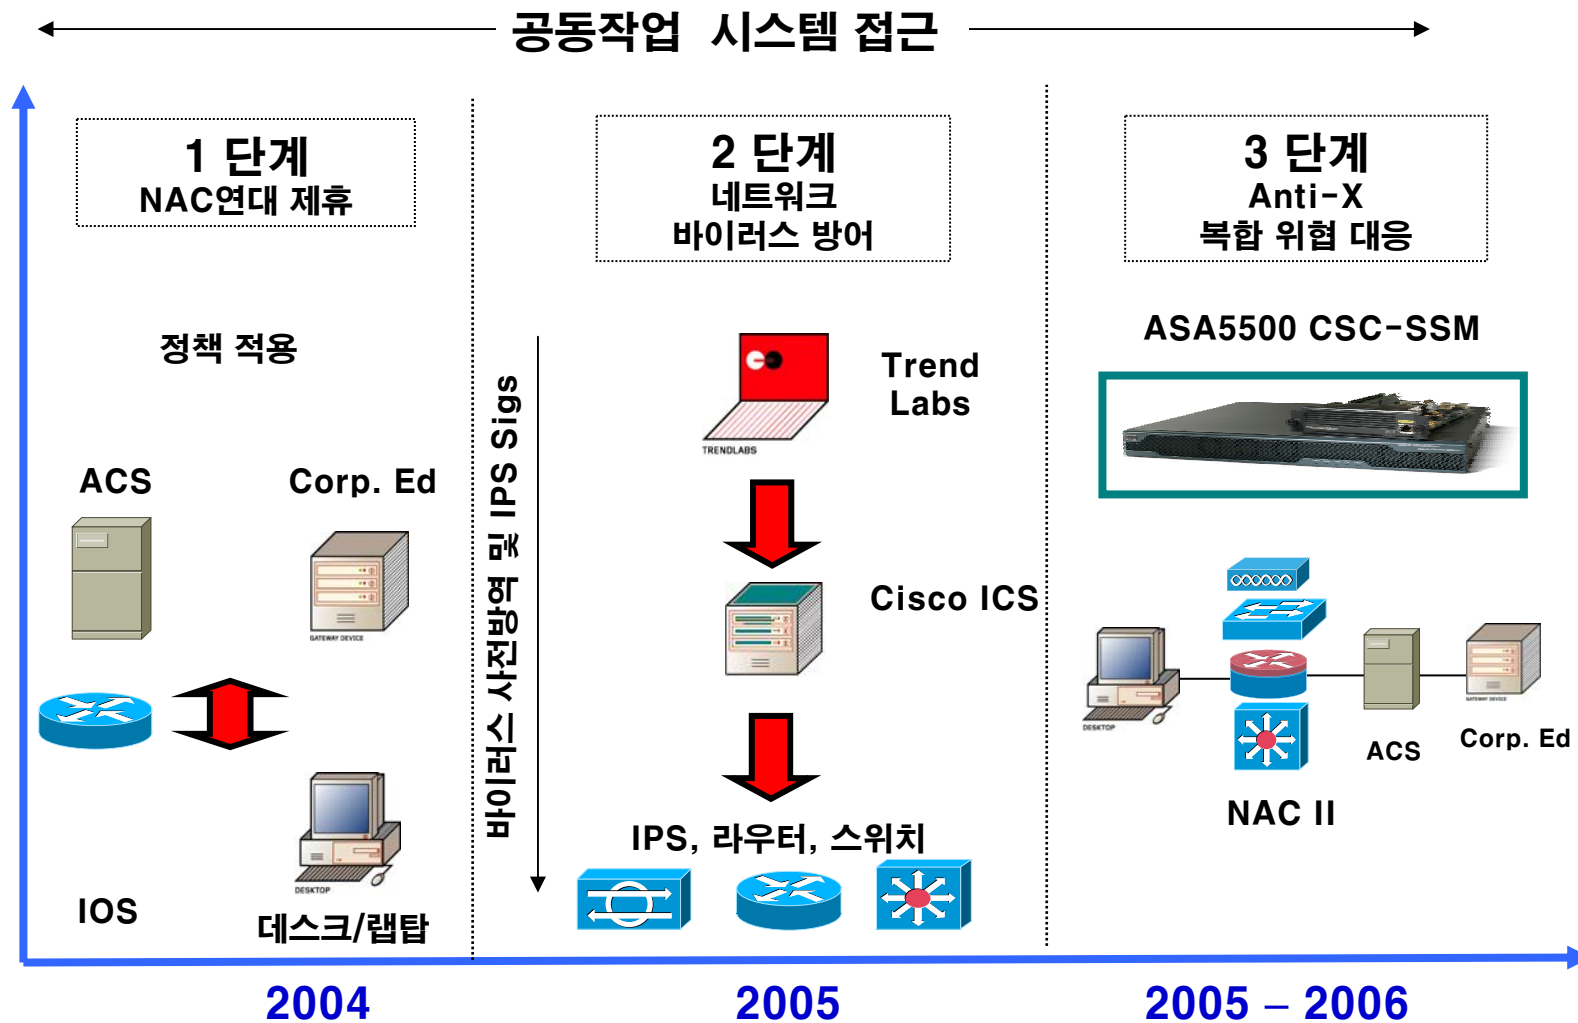 공동작업 시스템 접근
1 단계
NAC연대 제휴
정책 적용
ACS
Corp. Ed
GATEWAY DEVICE
DESKTOP
IOS
데스크/랩탑
2004
2 단계
네트워크
바이러스 방어
바이러스 사전방역 및 IPS Sigs
Trend
Labs
TRENDLABS
Cisco ICS
IPS, 라우터, 스위치
2005
3 단계
Anti-X
복합 위협 대응
ASA5500 CSC-SSM
DESKTOP
GATEWAY DEVICE
ACS
Corp. Ed
NAC II
2005 – 2006